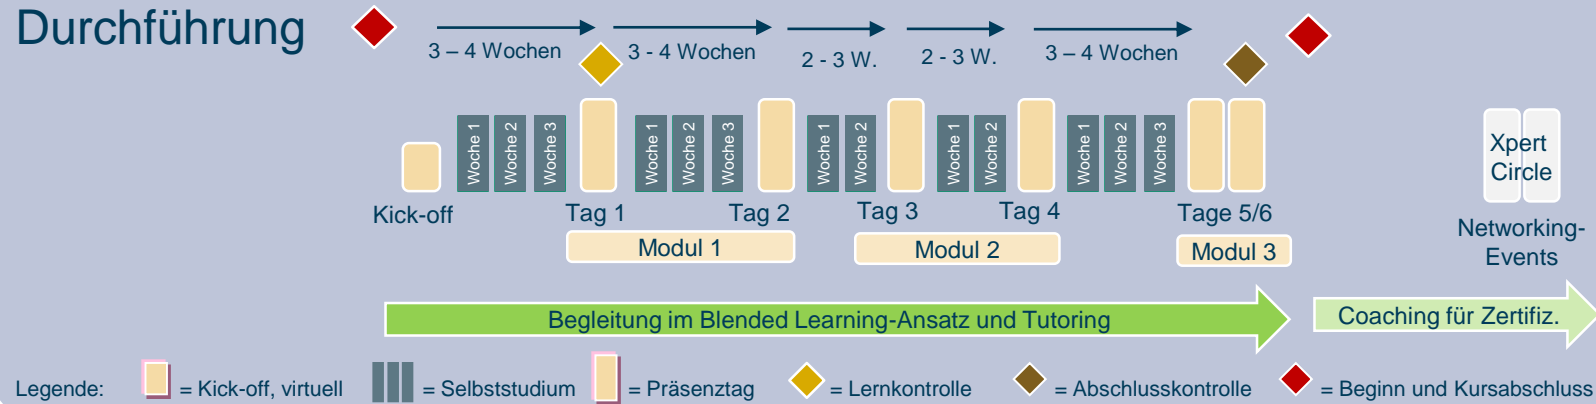 Durchführung
3 – 4 Wochen
3 - 4 Wochen
2 - 3 W.
2 - 3 W.
3 – 4 Wochen
Woche 1
Woche 2
Woche 3
Woche 1
Woche 2
Woche 3
Woche 1
Woche 2
Woche 1
Woche 2
Woche 1
Woche 2
Woche 3
Xpert
Circle
Kick-off
Tag 1
Tag 2
Tag 3
Tag 4
Tage 5/6
Networking-
Events
Modul 1
Modul 2
Modul 3
Begleitung im Blended Learning-Ansatz und Tutoring
Coaching für Zertifiz.
Legende:
= Kick-off, virtuell
= Selbststudium
= Präsenztag
= Lernkontrolle
= Abschlusskontrolle
= Beginn und Kursabschluss